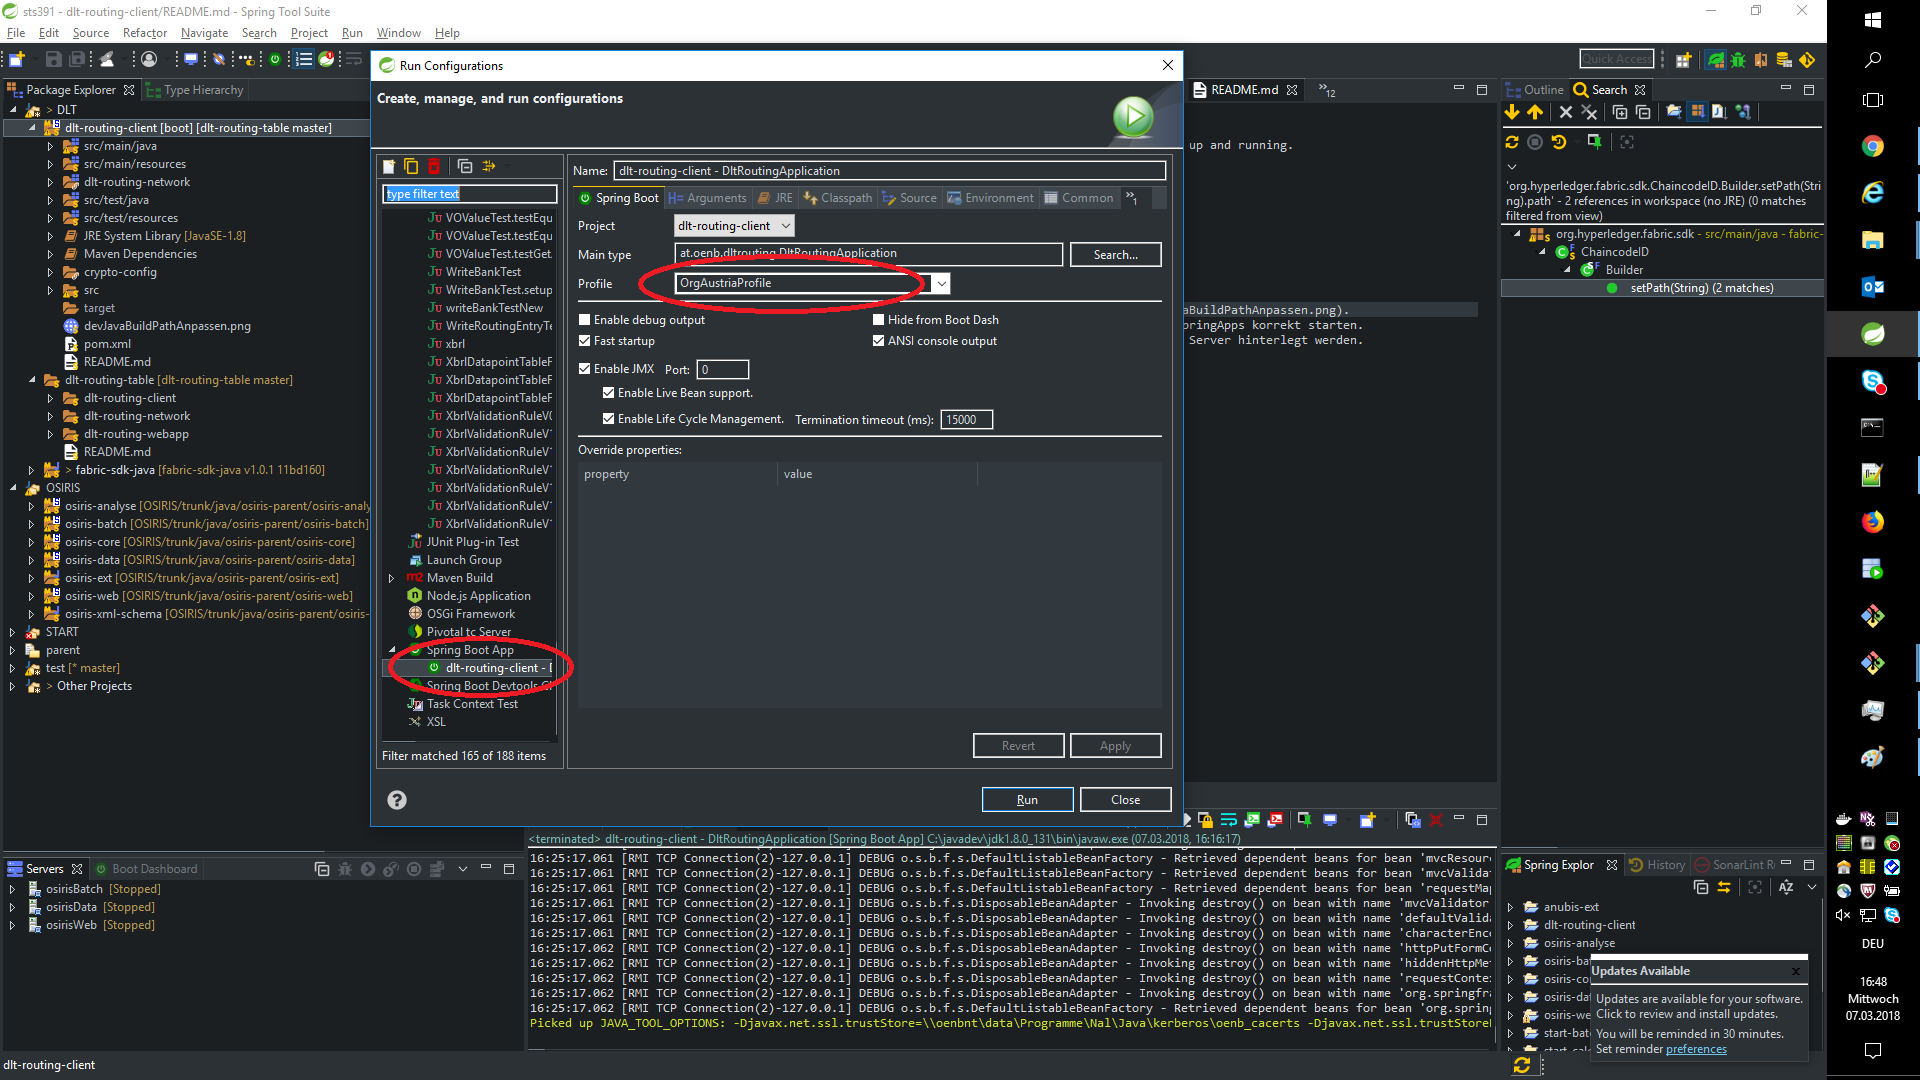 sts391 - dlt-routing-client/README.md - Spring Tool Suite
File Edit Source Refactor Navigate Search Project Run Window Help
Quick Access
Package Explorer
Type Hierarchy
> DLT
dlt-routing-client [boot] [dlt-routing-table master]
src/main/java
src/main/resources
dlt-routing-network
src/test/java
src/test/resources
JRE System Library [JavaSE-1.8]
Maven Dependencies
crypto-config
src
target
devJavaBuildPathAnpassen.png
pom.xml
README.md
dlt-routing-table [dlt-routing-table master]
dlt-routing-client
dlt-routing-network
dlt-routing-webapp
README.md
> fabric-sdk-java [fabric-sdk-java v1.0.1 11bd160]
OSIRIS
osiris-analyse [OSIRIS/trunk/java/osiris-parent/osiris-analy
osiris-batch [OSIRIS/trunk/java/osiris-parent/osiris-batch]
osiris-core [OSIRIS/trunk/java/osiris-parent/osiris-core]
osiris-data [OSIRIS/trunk/java/osiris-parent/osiris-data]
osiris-ext [OSIRIS/trunk/java/osiris-parent/osiris-ext]
osiris-web [OSIRIS/trunk/java/osiris-parent/osiris-web]
osiris-xml-schema [OSIRIS/trunk/java/osiris-parent/osiris-
START
parent
test [* master]
> Other Projects
Run Configurations
Create, manage, and run configurations
type filter text
VOValueTest.testEqu
VOValueTest.testEqu
VOValueTest.testGet
WriteBankTest
WriteBankTest.setup
writeBankTestNew
WriteRoutingEntryTe
xbrl
XbrlDatapointTableF
XbrlDatapointTableF
XbrlDatapointTableF
XbrlValidationRuleV(
XbrlValidationRuleV'
XbrlValidationRuleV'
XbrlValidationRuleV'
XbrlValidationRuleV'
XbrlValidationRuleV'
XbrlValidationRuleV'
JUnit Plug-in Test
Launch Group
Maven Build
Node.js Application
OSGi Framework
Pivotal tc Server
Spring Boot App
dlt-routing-client - D
Spring Boot Devtools Cl
Task Context Test
XSL
Filter matched 165 of 188 items
Name: dlt-routing-client - DltRoutingApplication
Spring Boot Arguments JRE Classpath Source Environment Common »1
Project dlt-routing-client
Main type at.oenb.dltrouting.DltRoutingApplication Search...
Profile OrgAustriaProfile
Enable debug output Hide from Boot Dash
Fast startup ANSI console output
Enable JMX Port: 0
Enable Live Bean support.
Enable Life Cycle Management. Termination timeout (ms): 15000
Override properties:
property value
Revert Apply
Run Close
README.md »12
up and running.
aBuildPathAnpassen.png).
pringApps korrekt starten.
Server hinterlegt werden.
Outline Search
'org.hyperledger.fabric.sdk.ChaincodeID.Builder.setPath(Stri
ng).path' - 2 references in workspace (no JRE) (0 matches
filtered from view)
org.hyperledger.fabric.sdk - src/main/java - fabric-
ChaincodeID
Builder
setPath(String) (2 matches)
Servers Boot Dashboard
osirisBatch [Stopped]
osirisData [Stopped]
osirisWeb [Stopped]
<terminated> dlt-routing-client - DltRoutingApplication [Spring Boot App] C:\javadev\jdk1.8.0_131\bin\javaw.exe (07.03.2018, 16:16:17)
16:25:17.061 [RMI TCP Connection(2)-127.0.0.1] DEBUG o.s.b.f.s.DefaultListableBeanFactory - Retrieved dependent beans for bean 'mvcResour
16:25:17.061 [RMI TCP Connection(2)-127.0.0.1] DEBUG o.s.b.f.s.DefaultListableBeanFactory - Retrieved dependent beans for bean 'mvcValidat
16:25:17.061 [RMI TCP Connection(2)-127.0.0.1] DEBUG o.s.b.f.s.DefaultListableBeanFactory - Retrieved dependent beans for bean 'requestMap
16:25:17.061 [RMI TCP Connection(2)-127.0.0.1] DEBUG o.s.b.f.s.DisposableBeanAdapter - Invoking destroy() on bean with name 'mvcValidator'
16:25:17.061 [RMI TCP Connection(2)-127.0.0.1] DEBUG o.s.b.f.s.DisposableBeanAdapter - Invoking destroy() on bean with name 'defaultValida
16:25:17.061 [RMI TCP Connection(2)-127.0.0.1] DEBUG o.s.b.f.s.DisposableBeanAdapter - Invoking destroy() on bean with name 'characterEnco
16:25:17.062 [RMI TCP Connection(2)-127.0.0.1] DEBUG o.s.b.f.s.DisposableBeanAdapter - Invoking destroy() on bean with name 'httpPutFormCo
16:25:17.062 [RMI TCP Connection(2)-127.0.0.1] DEBUG o.s.b.f.s.DisposableBeanAdapter - Invoking destroy() on bean with name 'hiddenHttpMet
16:25:17.062 [RMI TCP Connection(2)-127.0.0.1] DEBUG o.s.b.f.s.DisposableBeanAdapter - Invoking destroy() on bean with name 'requestConte
16:25:17.062 [RMI TCP Connection(2)-127.0.0.1] DEBUG o.s.b.f.s.DisposableBeanAdapter - Invoking destroy() on bean with name 'org.springfra
16:25:17.062 [RMI TCP Connection(2)-127.0.0.1] DEBUG o.s.b.f.s.DefaultListableBeanFactory - Retrieved dependent beans for bean 'org.spring
Picked up JAVA_TOOL_OPTIONS: -Djavax.net.ssl.trustStore=\\oenbnt\data\Programme\Nal\Java\kerberos\oenb_cacerts -Djavax.net.ssl.trustStore
Spring Explor History SonarLint R
anubis-ext
dlt-routing-client
osiris-analyse
osiris-ba
osiris-co
osiris-da
osiris-we
start-bat
start-calc
Updates Available
Updates are available for your software.
Click to review and install updates.
You will be reminded in 30 minutes.
Set reminder preferences
DEU
16:48
Mittwoch
07.03.2018
dlt-routing-client